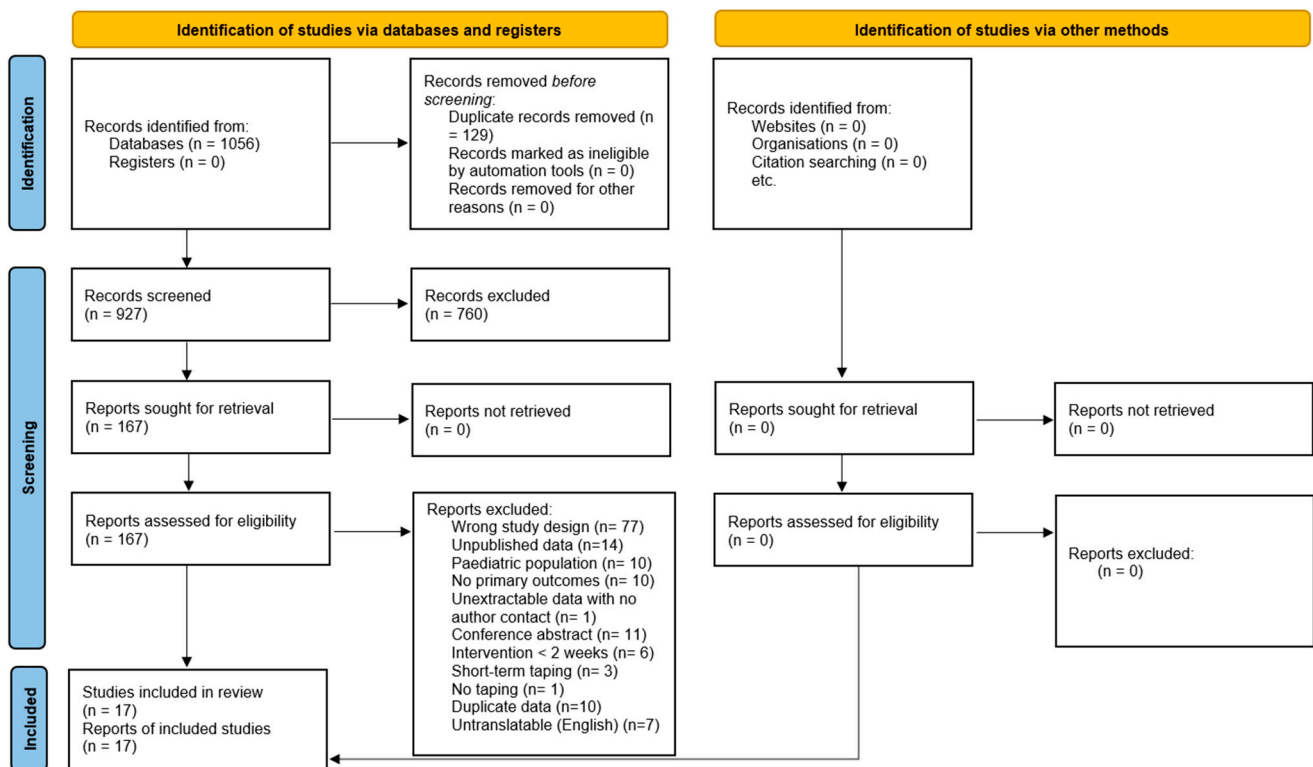 Identification of studies via databases and registers
Identification of studies via other methods
Identification
Records identified from:
Databases (n = 1056)
Registers (n = 0)
Records removed before
screening:
Duplicate records removed (n
= 129)
Records marked as ineligible
by automation tools (n = 0)
Records removed for other
reasons (n = 0)
Records identified from:
Websites (n = 0)
Organisations (n = 0)
Citation searching (n = 0)
etc.
Screening
Records screened
(n = 927)
Records excluded
(n = 760)
Reports sought for retrieval
(n = 167)
Reports not retrieved
(n = 0)
Reports sought for retrieval
(n = 0)
Reports not retrieved
(n = 0)
Reports assessed for eligibility
(n = 167)
Reports excluded:
Wrong study design (n= 77)
Unpublished data (n=14)
Paediatric population (n= 10)
No primary outcomes (n= 10)
Unextractable data with no
author contact (n= 1)
Conference abstract (n= 11)
Intervention < 2 weeks (n= 6)
Short-term taping (n= 3)
No taping (n= 1)
Duplicate data (n=10)
Untranslatable (English) (n=7)
Reports assessed for eligibility
(n = 0)
Reports excluded:
(n = 0)
Included
Studies included in review
(n = 17)
Reports of included studies
(n = 17)